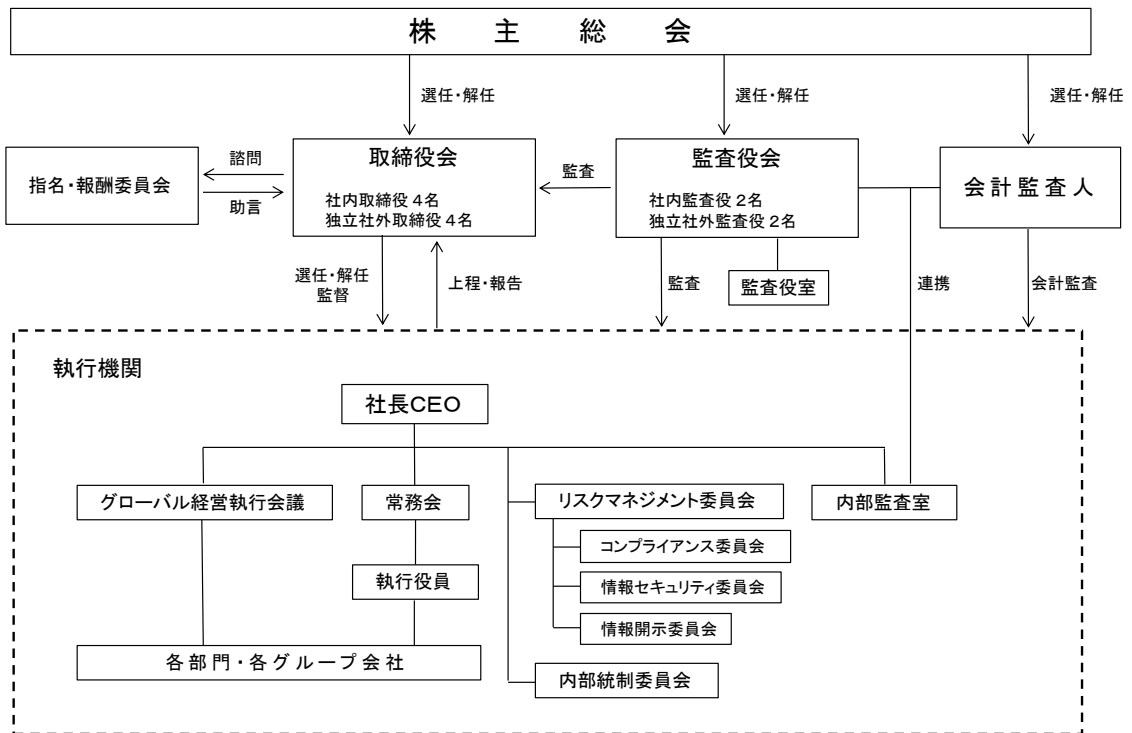 株主総会
選任・解任
選任・解任
選任・解任
指名・報酬委員会
諮問
助言
取締役会
社内取締役4名
独立社外取締役4名
監査
監査役会
社内監査役2名
独立社外監査役2名
会計監査人
選任・解任
監督
上程・報告
監査
監査役室
連携
会計監査
執行機関
社長CEO
グローバル経営執行会議
常務会
リスクマネジメント委員会
内部監査室
コンプライアンス委員会
執行役員
情報セキュリティ委員会
情報開示委員会
各部門・各グループ会社
内部統制委員会